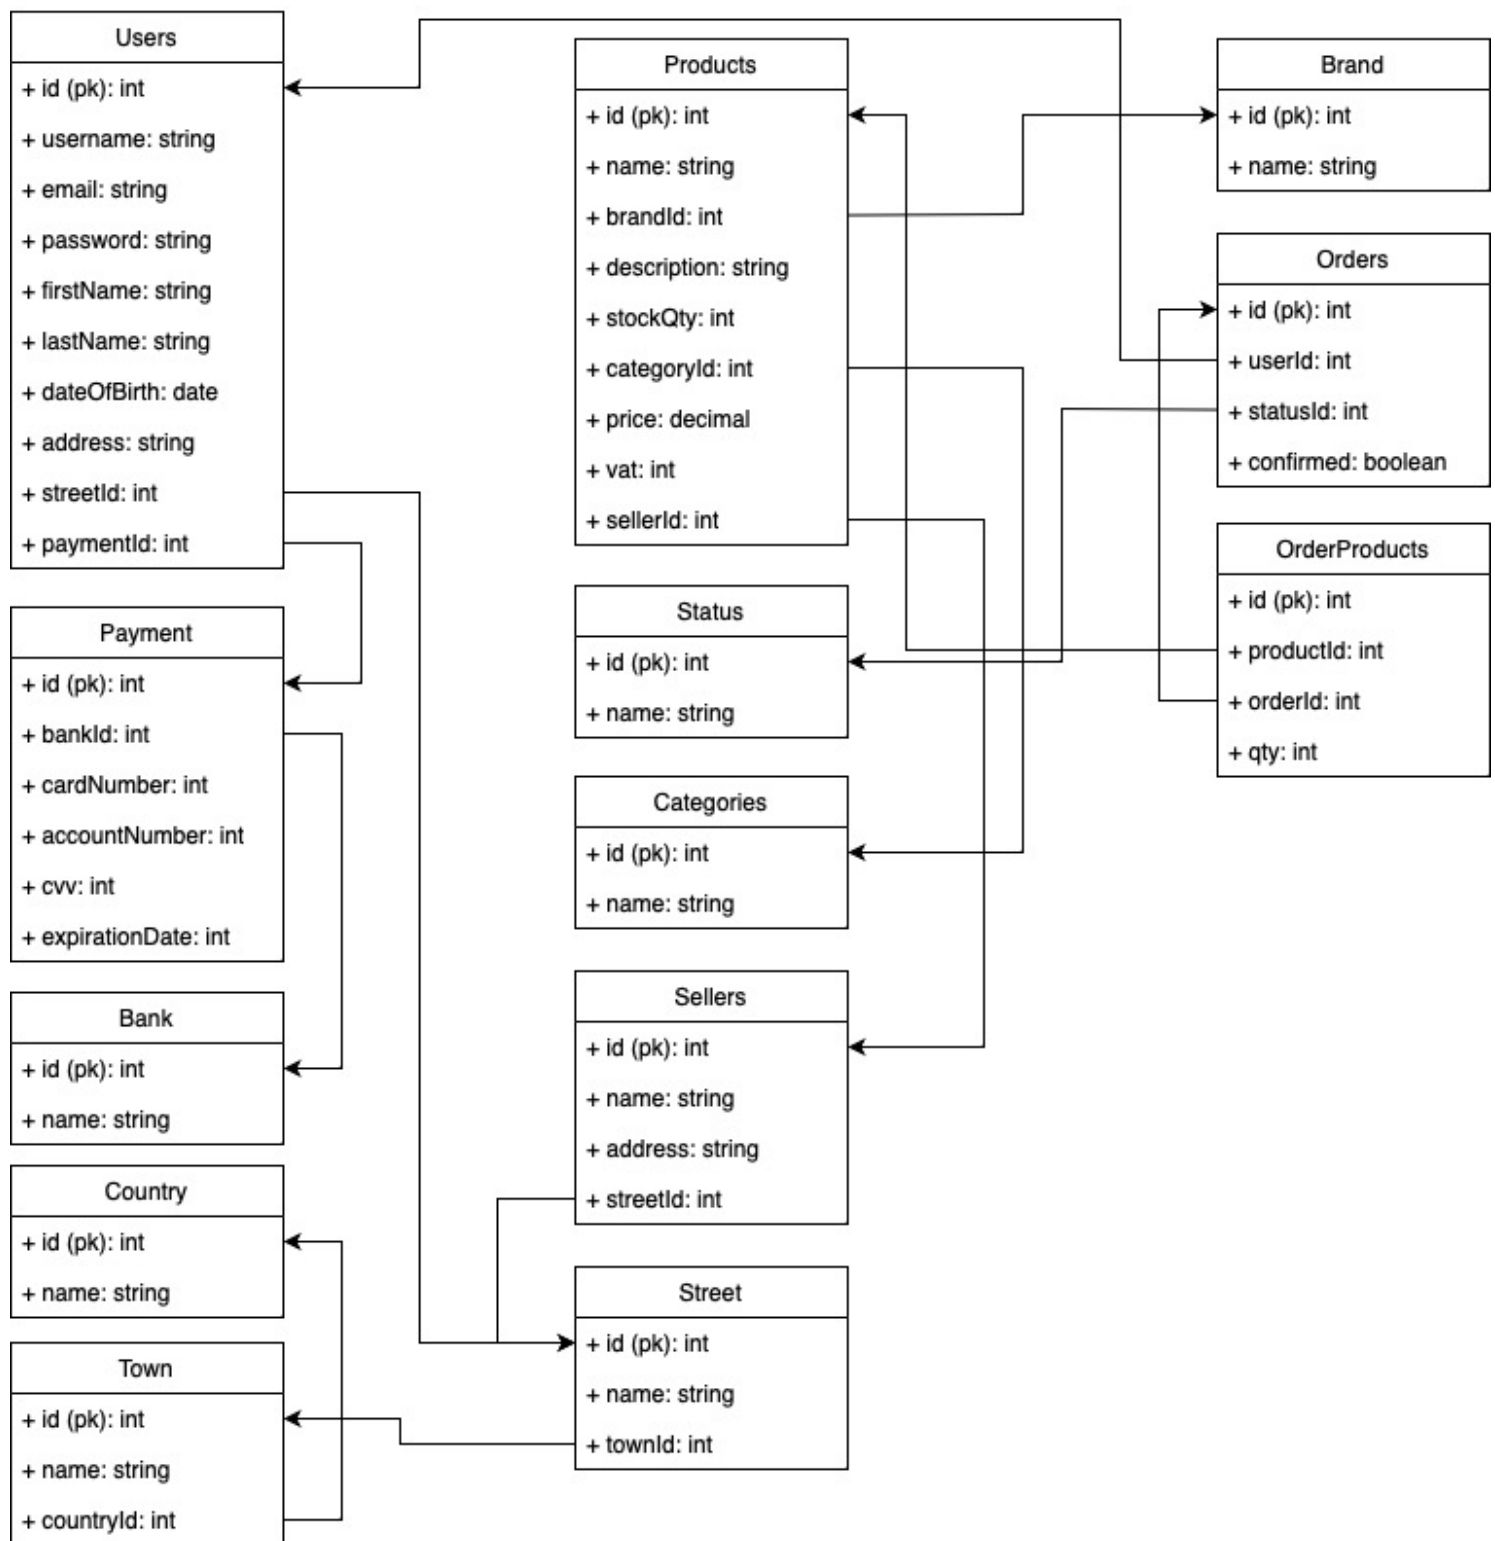 Users
+ id (pk): int
+ username: string
+ email: string
+ password: string
+ firstName: string
+ lastName: string
+ dateOfBirth: date
+ address: string
+ streetId: int
+ paymentId: int
Payment
+ id (pk): int
+ bankId: int
+ cardNumber: int
+ accountNumber: int
+ cvv: int
+ expirationDate: int
Bank
+ id (pk): int
+ name: string
Country
+ id (pk): int
+ name: string
Town
+ id (pk): int
+ name: string
+ countryId: int
Products
+ id (pk): int
+ name: string
+ brandId: int
+ description: string
+ stockQty: int
+ categoryId: int
+ price: decimal
+ vat: int
+ sellerId: int
Status
+ id (pk): int
+ name: string
Categories
+ id (pk): int
+ name: string
Sellers
+ id (pk): int
+ name: string
+ address: string
+ streetId: int
Street
+ id (pk): int
+ name: string
+ townId: int
Brand
+ id (pk): int
+ name: string
Orders
+ id (pk): int
+ userId: int
+ statusId: int
+ confirmed: boolean
OrderProducts
+ id (pk): int
+ productId: int
+ orderId: int
+ qty: int